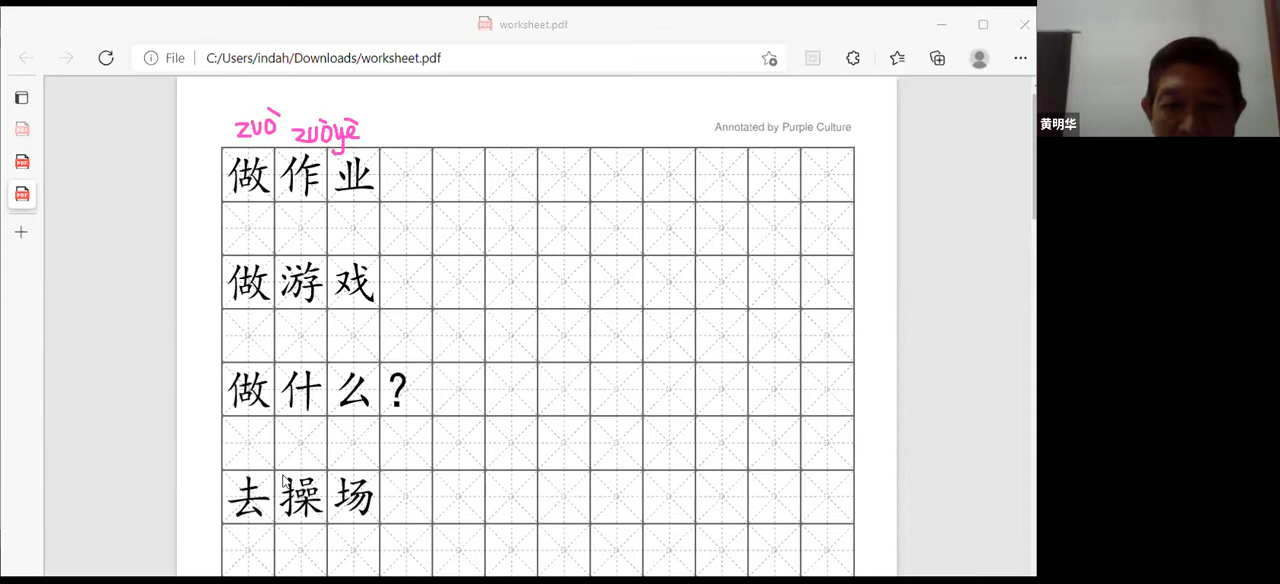 worksheet.pdf
File
C:/Users/indah/Downloads/worksheet.pdf
黄明华
zuò zuòyè
Annotated by Purple Culture
做作业
做游戏
做什么？
去操场